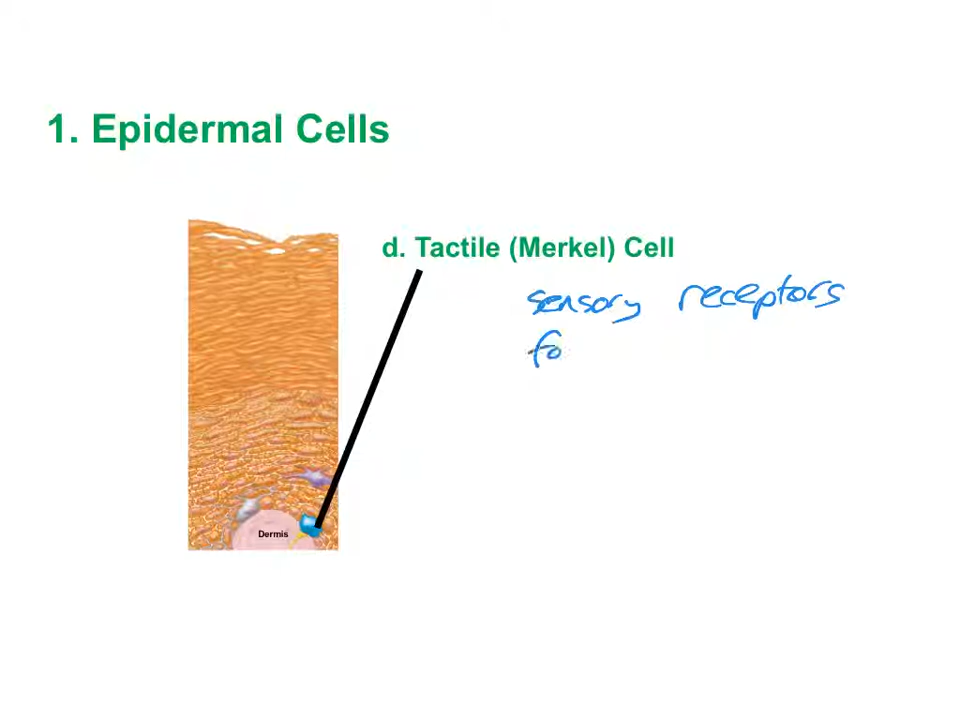 1. Epidermal Cells
d. Tactile (Merkel) Cell
sensory receptors
fo
Dermis